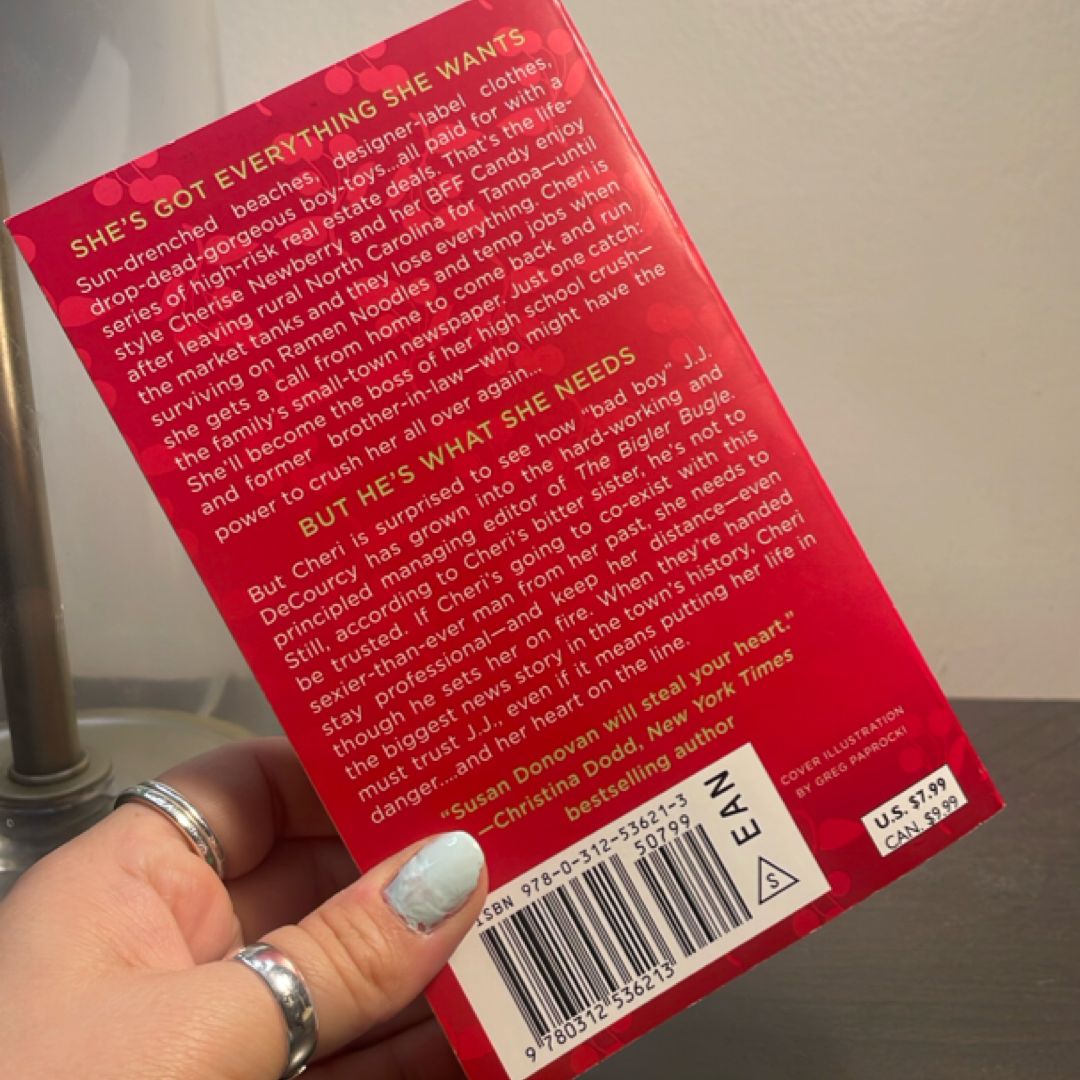 SHE'S GOT EVERYTHING SHE WANTS
Sun-drenched beaches, designer-label clothes,
drop-dead-gorgeous boy-toys...all paid for with a
series of high-risk real estate deals. That's the life-
style Cherise Newberry and her BFF Candy enjoy
after leaving rural North Carolina for Tampa—until
the market tanks and they lose everything. Cheri is
surviving on Ramen Noodles and temp jobs when
she gets a call from home to come back and run
the family's small-town newspaper. Just one catch:
She'll become the boss of her high school crush—
and former brother-in-law—who might have the
power to crush her all over again...
BUT HE'S WHAT SHE NEEDS
But Cheri is surprised to see how "bad boy" J.J.
DeCourcy has grown into the hard-working and
principled managing editor of The Bigler Bugle.
Still, according to Cheri's bitter sister, he's not to
be trusted. If Cheri's going to co-exist with this
sexier-than-ever man from her past, she needs to
stay professional—and keep her distance—even
though he sets her on fire. When they're handed
the biggest news story in the town's history, Cheri
must trust J.J., even if it means putting her life in
danger....and her heart on the line.
"Susan Donovan will steal your heart."
—Christina Dodd, New York Times
bestselling author
COVER ILLUSTRATION
BY GREG PAPROCKI
U.S. $7.99
CAN. $9.99
ISBN 978-0-312-53621-3
50799
EAN
S
9 780312 536213